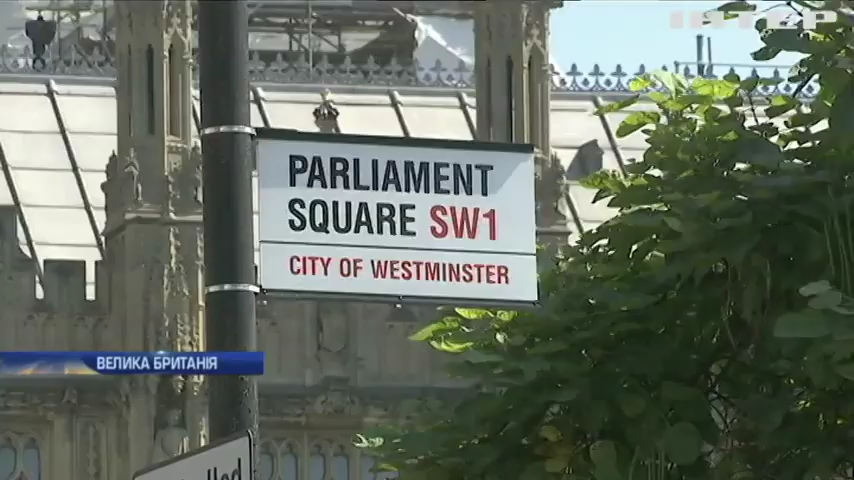 ІНТЕР
PARLIAMENT
SQUARE SW1
CITY OF WESTMINSTER
ВЕЛИКА БРИТАНІЯ